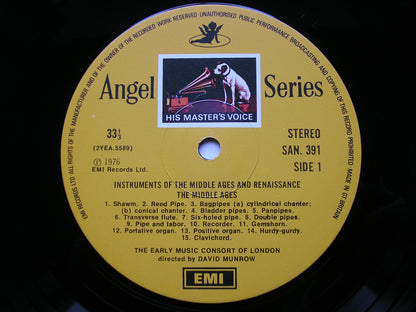 ALL RIGHTS OF THE MANUFACTURER AND OF THE OWNER OF THE RECORDED WORK RESERVED UNAUTHORISED PUBLIC PERFORMANCE BROADCASTING AND COPYING OF THIS RECORD PROHIBITED
MADE IN GT BRITAIN
EMI RECORDS LTD
Angel Series
HIS MASTER'S VOICE
33⅓
(2YEA.5589)
℗ 1976
EMI Records Ltd.
STEREO
SAN. 391
SIDE 1
INSTRUMENTS OF THE MIDDLE AGES AND RENAISSANCE
THE MIDDLE AGES
1. Shawm. 2. Reed Pipe. 3. Bagpipes (a) cylindrical chanter;
(b) conical chanter. 4. Bladder pipes. 5. Panpipes.
6. Transverse flute. 7. Six-holed pipe. 8. Double pipes.
9. Pipe and tabor. 10. Recorder. 11. Gemshorn.
12. Portative organ. 13. Positive organ. 14. Hurdy-gurdy.
15. Clavichord.
THE EARLY MUSIC CONSORT OF LONDON
directed by DAVID MUNROW
EMI